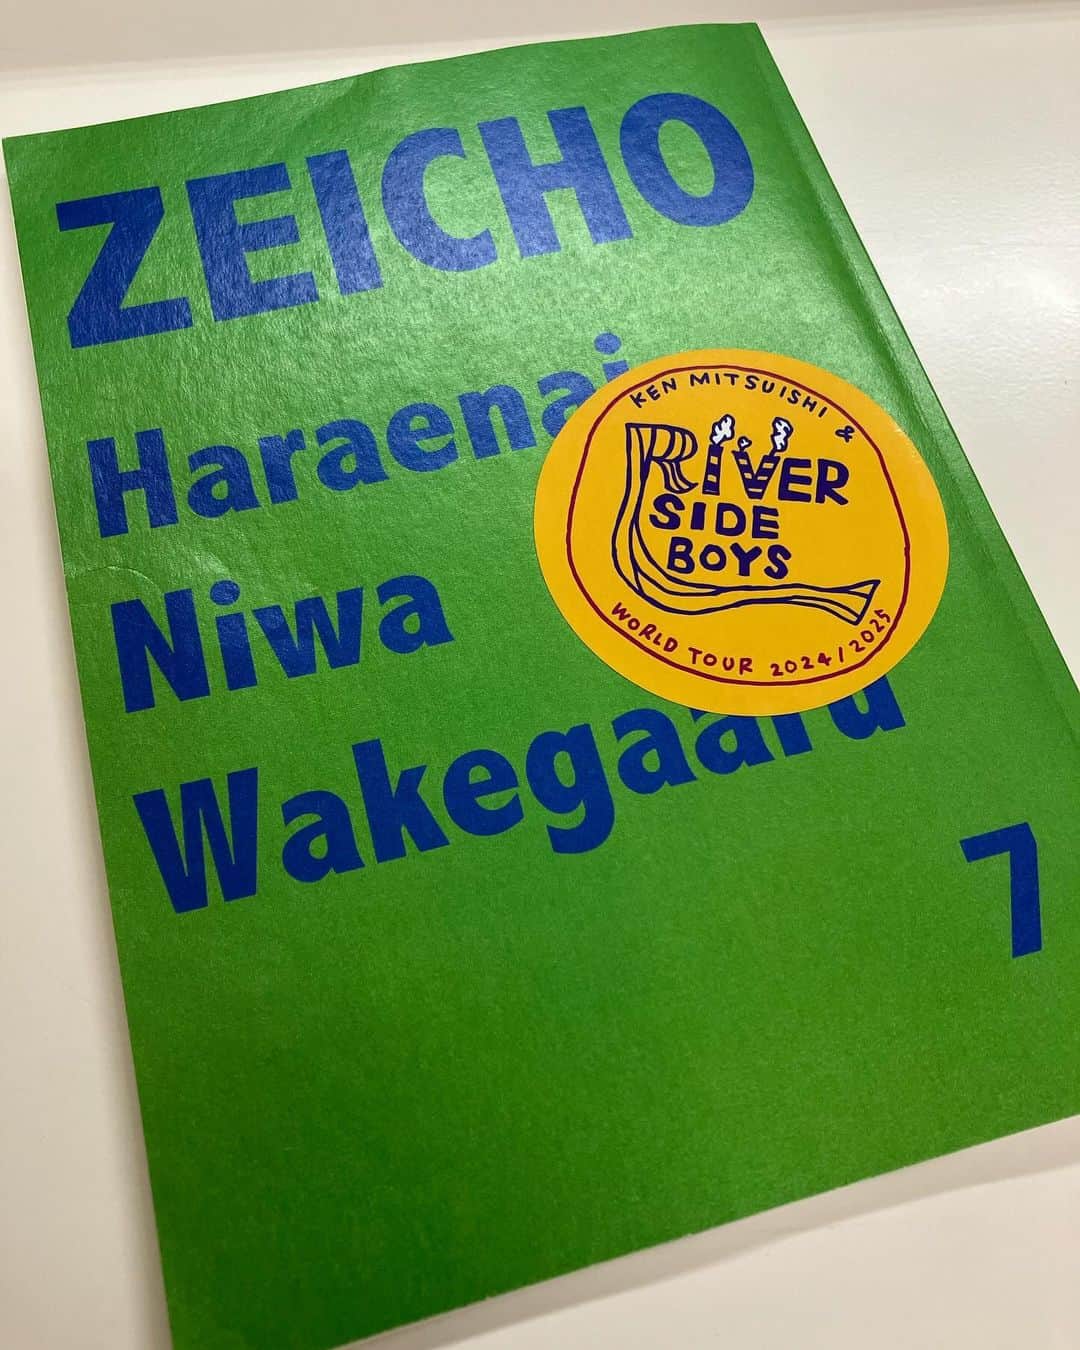 ZEICHO
Haraenai
Niwa
Wakegaaru
7
KEN MITSUISHI &
RIVER
SIDE
BOYS
WORLD TOUR 2024/2025